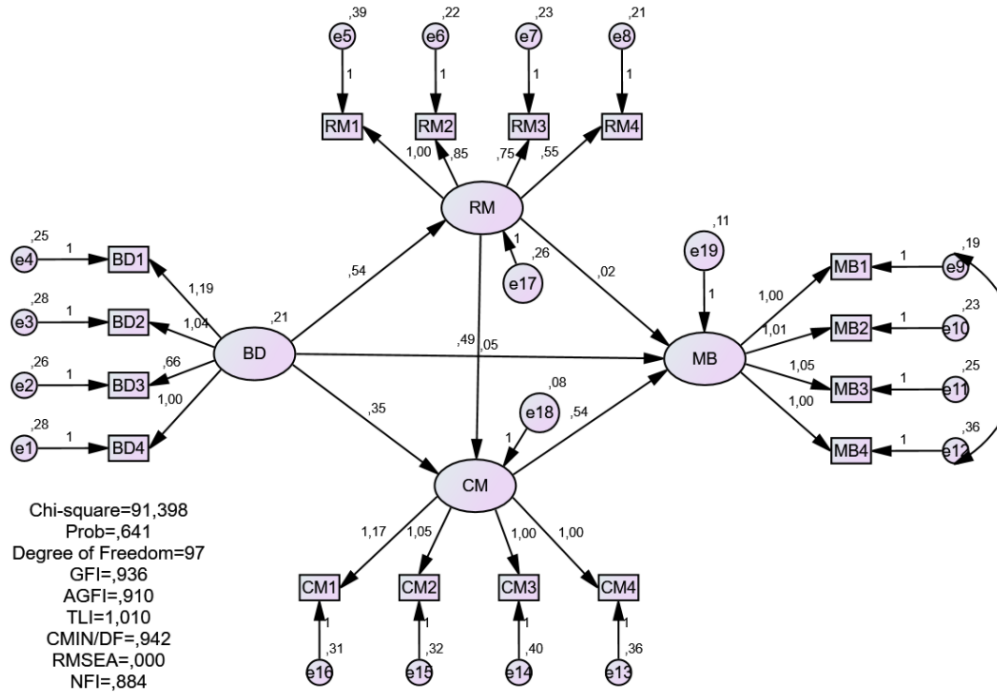 ,39 ,22 ,23 ,21
e5 e6 e7 e8
1 1 1 1
RM1 RM2 RM3 RM4
1,00 ,85 ,75 ,55
RM
,11
e19
1
1 ,26
e17
,54 ,02
,25
e4 1 BD1
,28
e3 1 BD2
,26
e2 1 BD3
,28
e1 1 BD4
1,19
1,04
,66
1,00
,21
BD
,49 ,05
,35
,08
e18
1
,54
MB
1,00
1,01
1,05
1,00
MB1 1 e9 ,19
MB2 1 e10 ,23
MB3 1 e11 ,25
MB4 1 e12 ,36
CM
1,17 1,05 1,00 1,00
CM1 CM2 CM3 CM4
1 1 1 1
,31 ,32 ,40 ,36
e16 e15 e14 e13
Chi-square=91,398
Prob=,641
Degree of Freedom=97
GFI=,936
AGFI=,910
TLI=1,010
CMIN/DF=,942
RMSEA=,000
NFI=,884